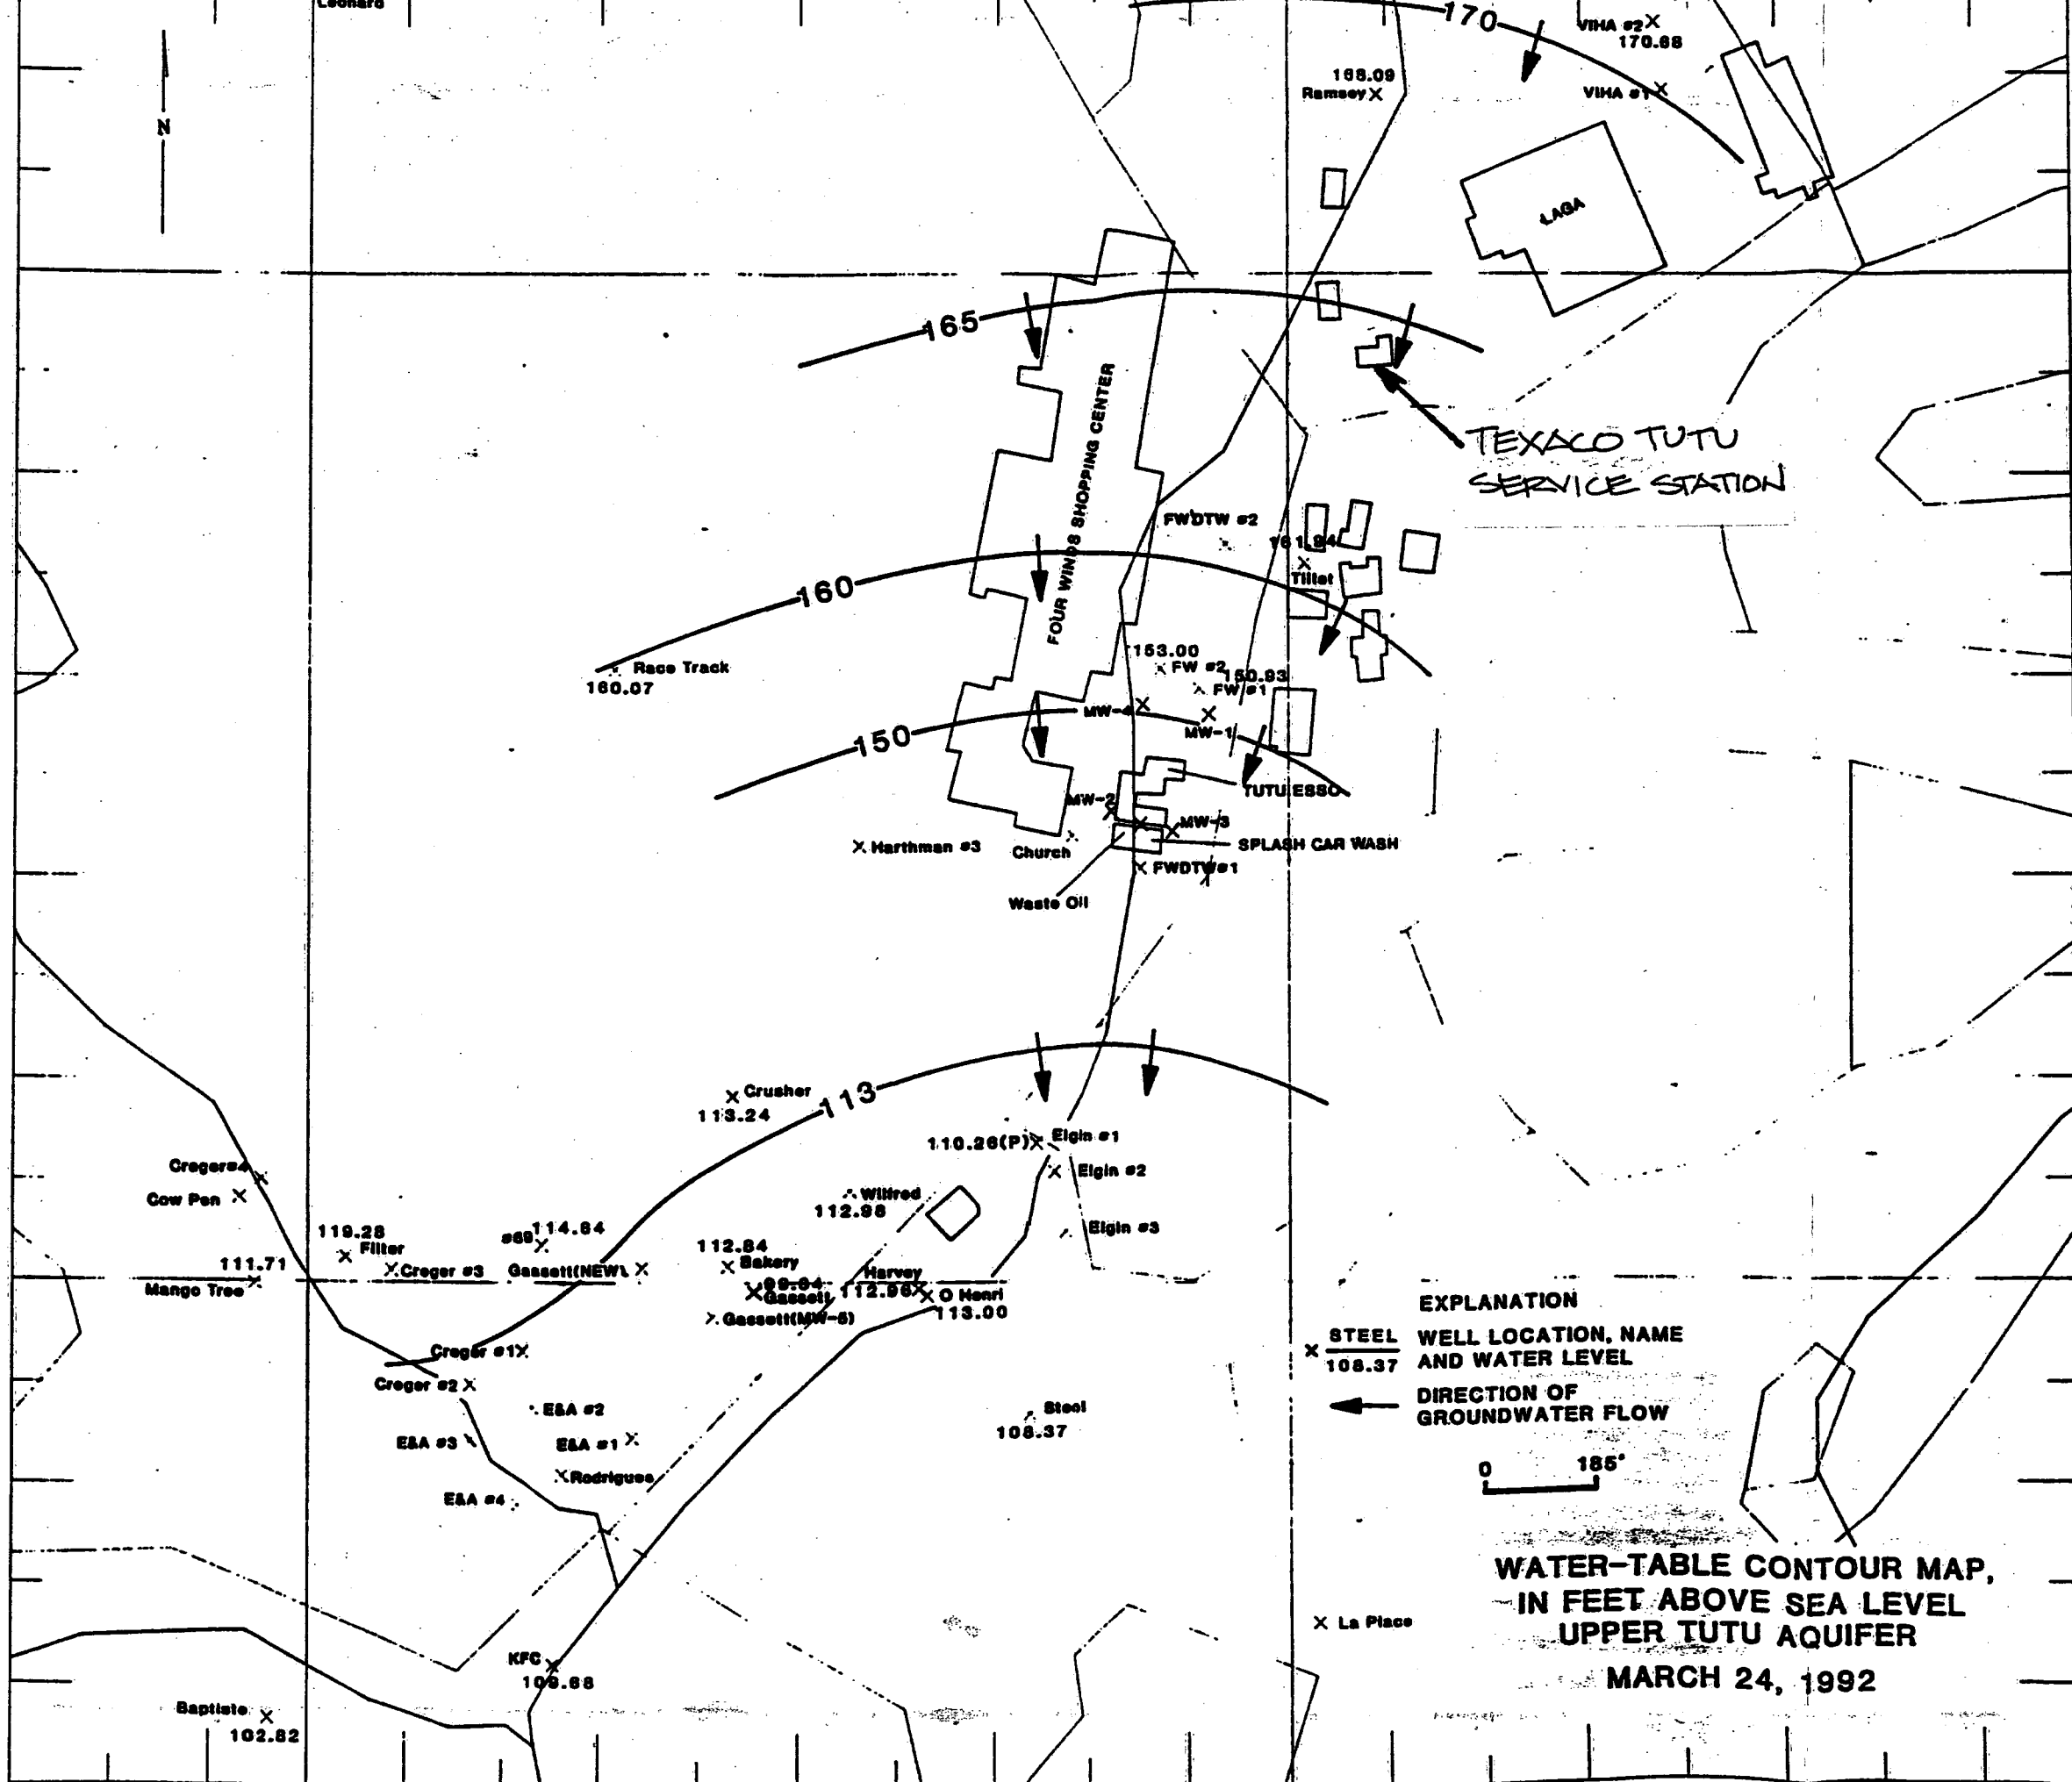 Leonard
170
VIHA #2
170.68
168.09
Ramsey
VIHA #1
N
LAGA
165
FOUR WINDS SHOPPING CENTER
TEXACO TUTU
SERVICE STATION
FWDTW #2
161.94
Tillet
160
153.00
Race Track
160.07
FW #2
150.93
FW #1
MW-4
MW-1
150
TUTU ESSO
MW-2
MW-3
Harthman #3
Church
SPLASH CAR WASH
FWDTW#1
Waste Oil
113
Crusher
113.24
110.26(P)
Elgin #1
Elgin #2
Creger#4
Cow Pen
Wilfred
112.98
Elgin #3
119.28
Filter
#69
114.64
112.84
Bakery
111.71
Mango Tree
Creger #3
Gassett(NEW)
99.64
Gassett
Harvey
112.96
O Henri
113.00
Gassett(MW-5)
EXPLANATION
STEEL
108.37
WELL LOCATION, NAME
AND WATER LEVEL
Creger #1
Creger #2
DIRECTION OF
GROUNDWATER FLOW
E&A #2
Steel
108.37
E&A #3
E&A #1
Rodrigues
0 185'
E&A #4
WATER-TABLE CONTOUR MAP,
IN FEET ABOVE SEA LEVEL
UPPER TUTU AQUIFER
MARCH 24, 1992
La Place
KFC
109.68
Baptiste
102.82